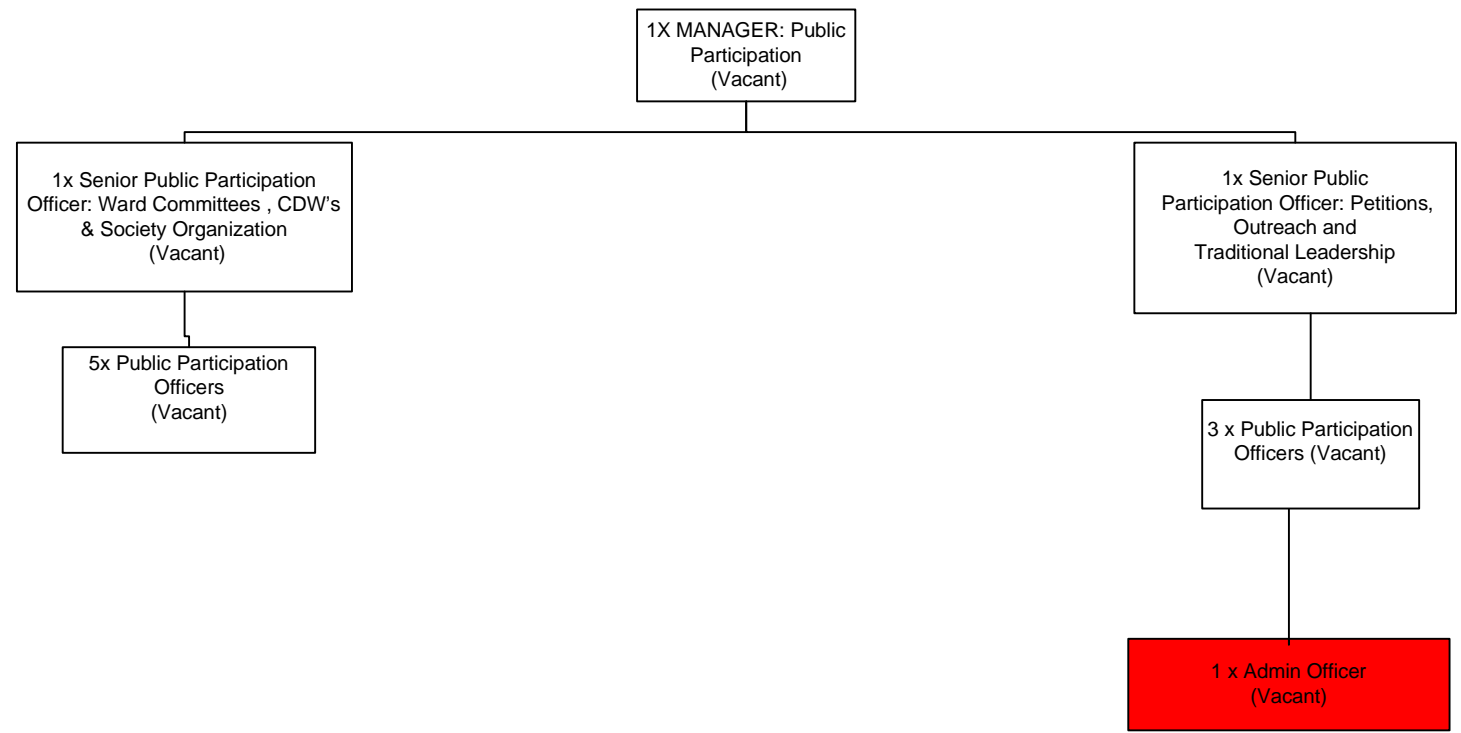 1X MANAGER: Public
Participation
(Vacant)
1x Senior Public Participation
Officer: Ward Committees , CDW's
& Society Organization
(Vacant)
1x Senior Public
Participation Officer: Petitions,
Outreach and
Traditional Leadership
(Vacant)
5x Public Participation
Officers
(Vacant)
3 x Public Participation
Officers (Vacant)
1 x Admin Officer
(Vacant)